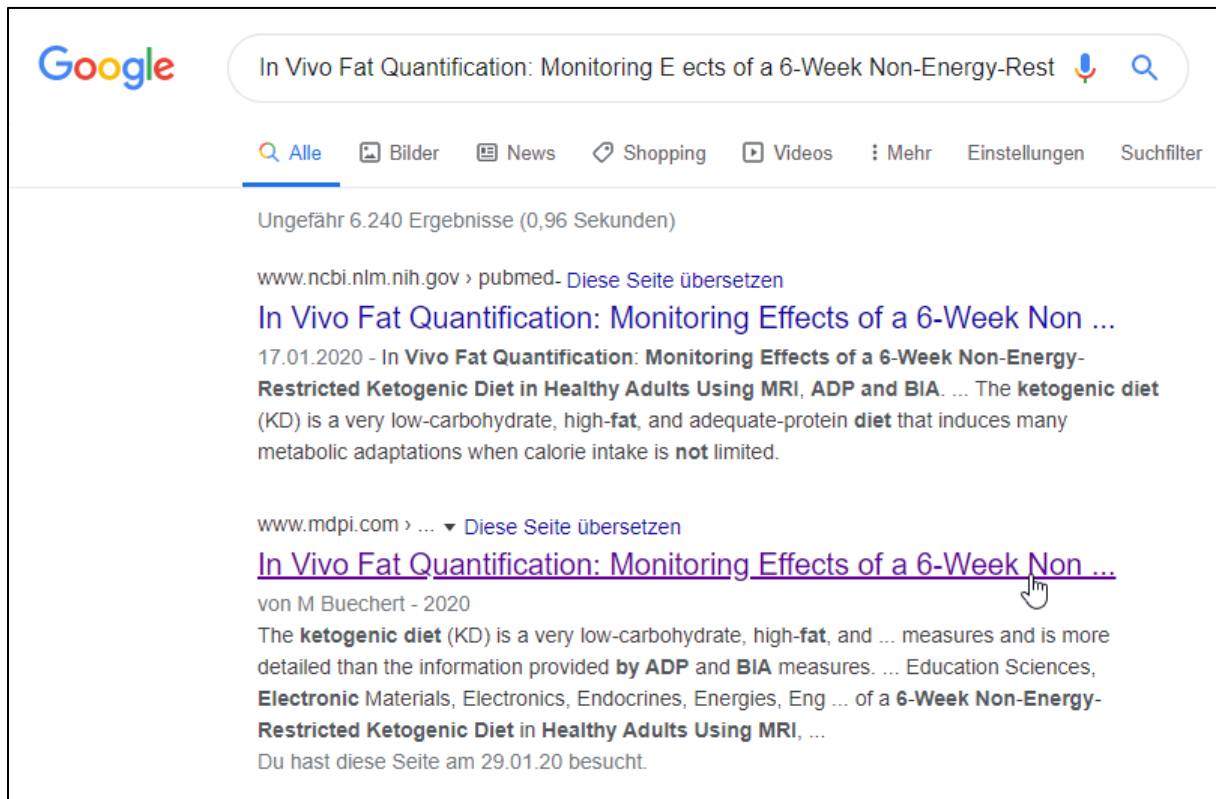 Google
In Vivo Fat Quantification: Monitoring E ects of a 6-Week Non-Energy-Rest
Alle Bilder News Shopping Videos Mehr Einstellungen Suchfilter
Ungefähr 6.240 Ergebnisse (0,96 Sekunden)
www.ncbi.nlm.nih.gov › pubmed- Diese Seite übersetzen
In Vivo Fat Quantification: Monitoring Effects of a 6-Week Non ...
17.01.2020 - In Vivo Fat Quantification: Monitoring Effects of a 6-Week Non-Energy-
Restricted Ketogenic Diet in Healthy Adults Using MRI, ADP and BIA. ... The ketogenic diet
(KD) is a very low-carbohydrate, high-fat, and adequate-protein diet that induces many
metabolic adaptations when calorie intake is not limited.
www.mdpi.com › ... Diese Seite übersetzen
In Vivo Fat Quantification: Monitoring Effects of a 6-Week Non ...
von M Buechert - 2020
The ketogenic diet (KD) is a very low-carbohydrate, high-fat, and ... measures and is more
detailed than the information provided by ADP and BIA measures. ... Education Sciences,
Electronic Materials, Electronics, Endocrines, Energies, Eng ... of a 6-Week Non-Energy-
Restricted Ketogenic Diet in Healthy Adults Using MRI, ...
Du hast diese Seite am 29.01.20 besucht.